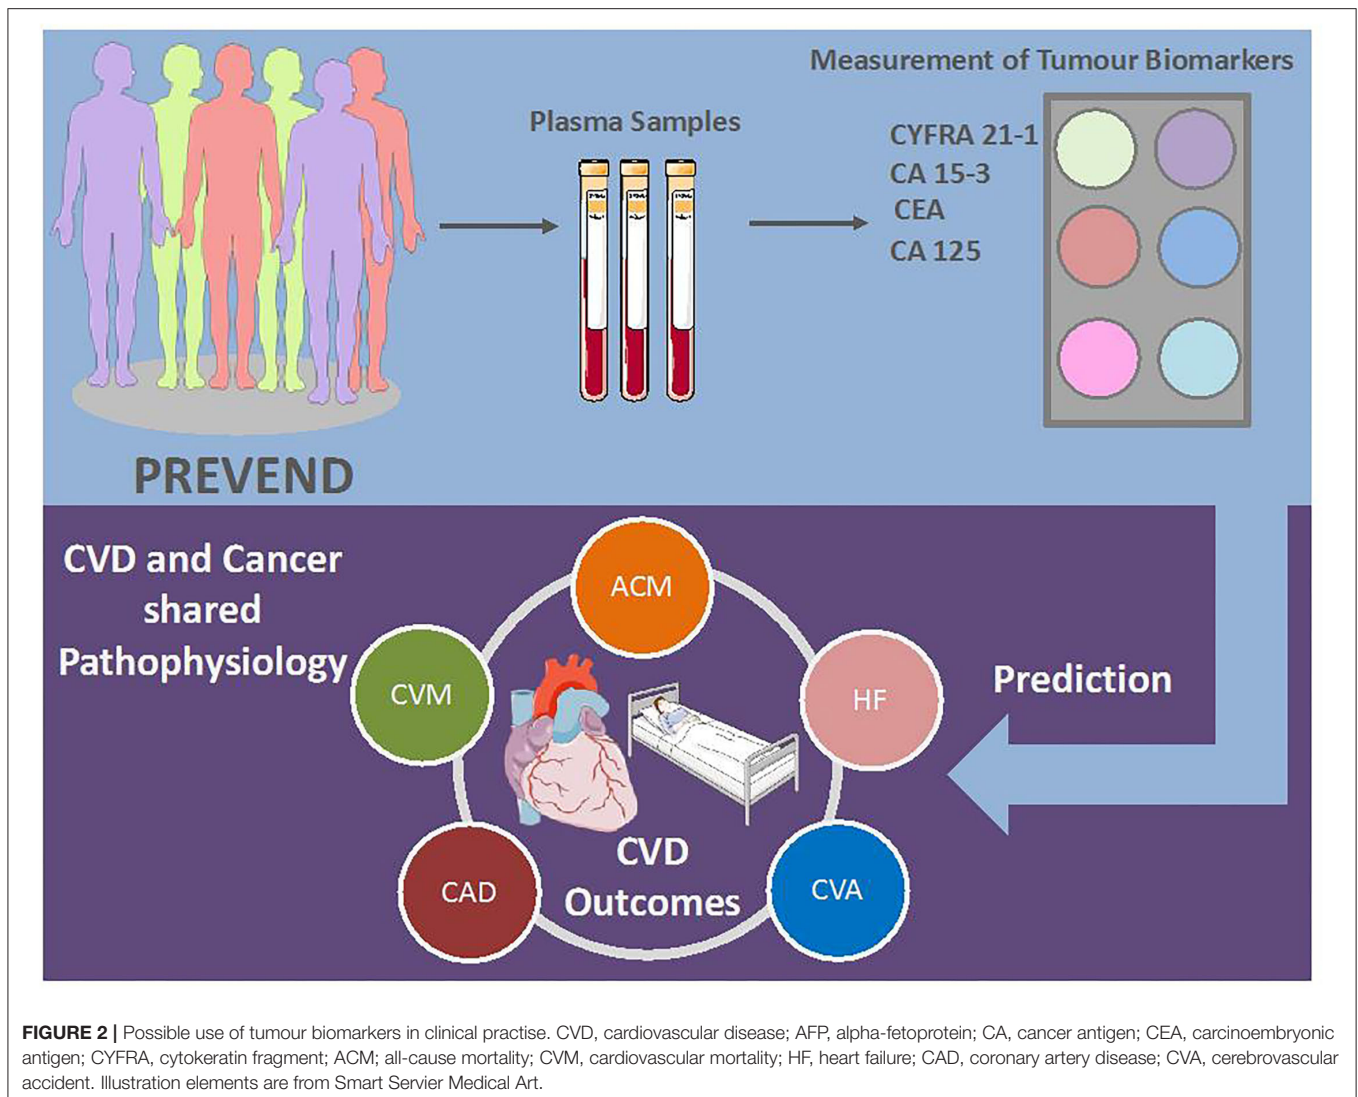 Measurement of Tumour Biomarkers
Plasma Samples
CYFRA 21-1
CA 15-3
CEA
CA 125
PREVEND
CVD and Cancer
shared
Pathophysiology
ACM
CVM
HF
Prediction
CAD
CVA
CVD
Outcomes
FIGURE 2 | Possible use of tumour biomarkers in clinical practise. CVD, cardiovascular disease; AFP, alpha-fetoprotein; CA, cancer antigen; CEA, carcinoembryonic
antigen; CYFRA, cytokeratin fragment; ACM; all-cause mortality; CVM, cardiovascular mortality; HF, heart failure; CAD, coronary artery disease; CVA, cerebrovascular
accident. Illustration elements are from Smart Servier Medical Art.